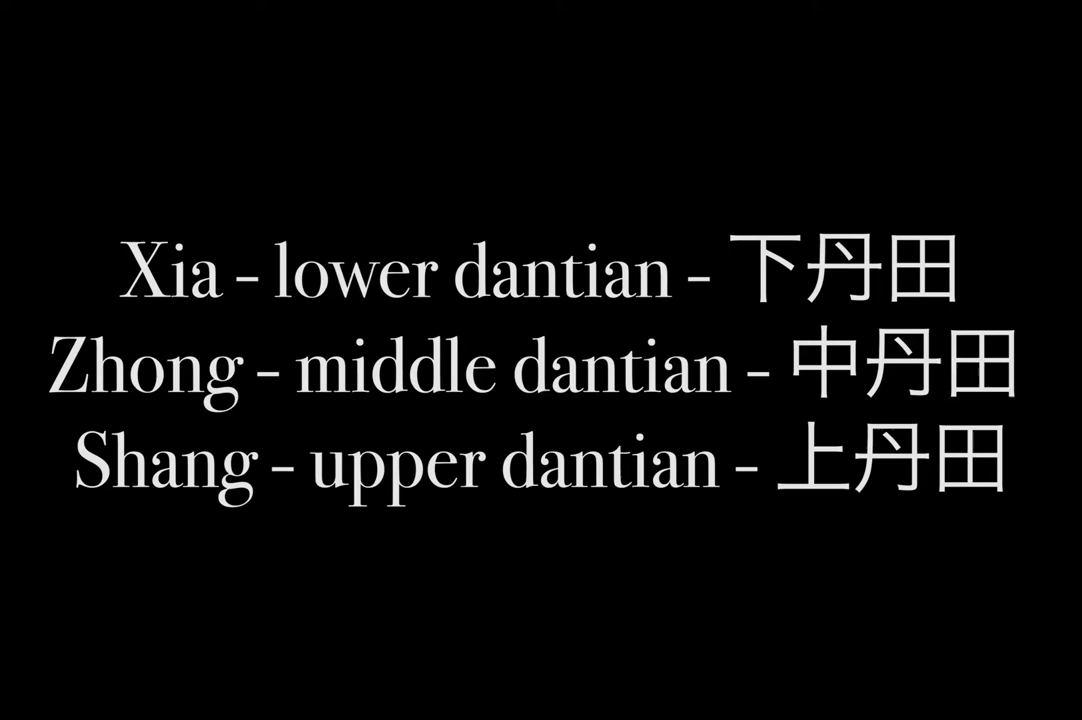 Xia - lower dantian - 下丹田
Zhong - middle dantian - 中丹田
Shang - upper dantian - 上丹田